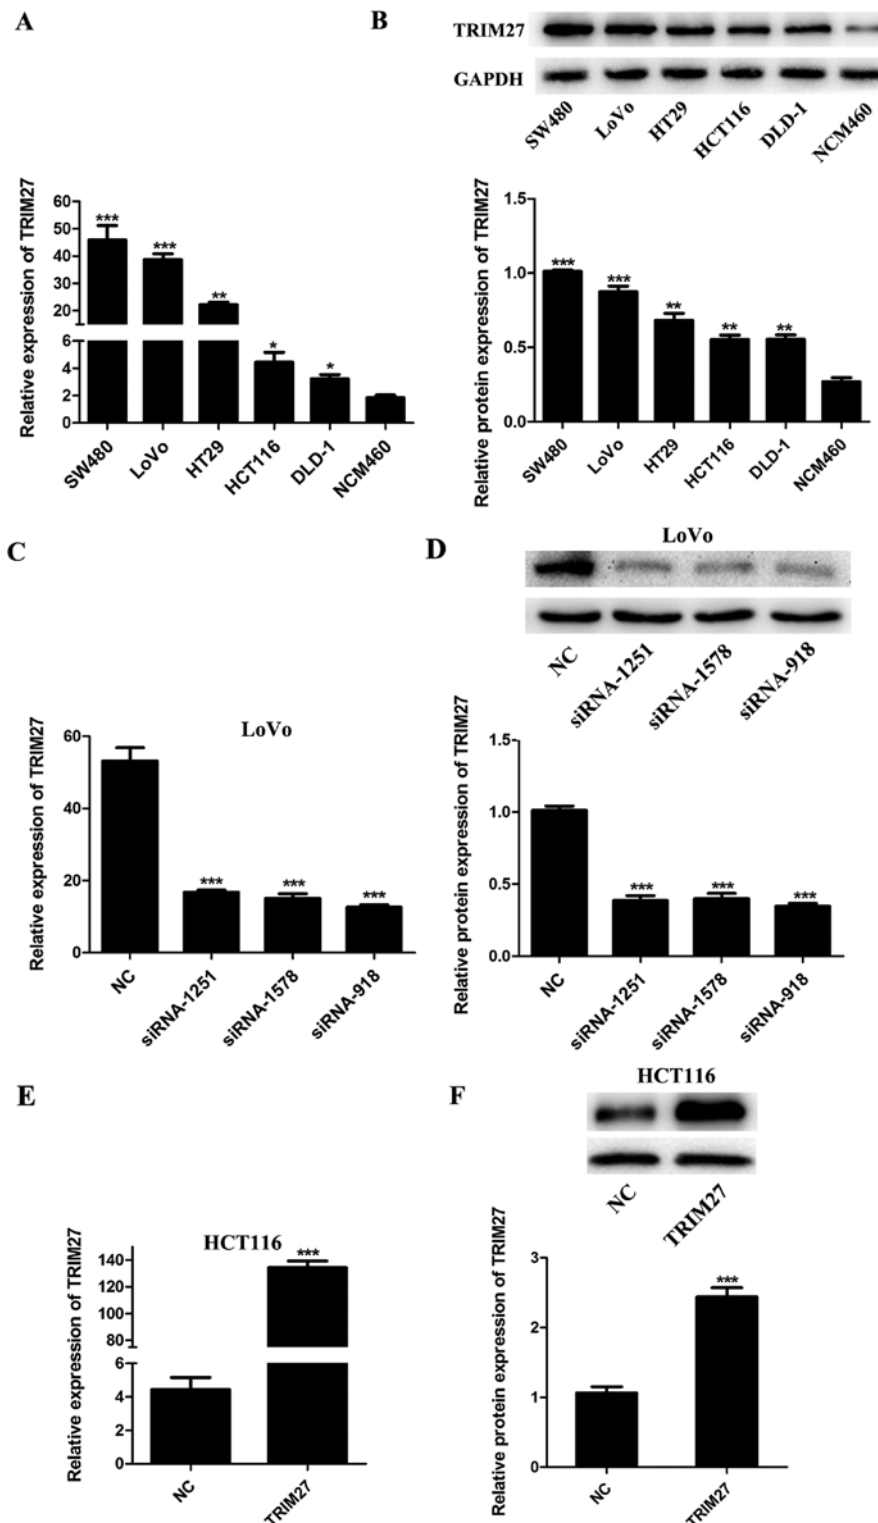 A
B
TRIM27
GAPDH
SW480
LoVo
HT29
HCT116
DLD-1
NCM460
Relative expression of TRIM27
60
50
40
30
20
6
4
2
0
***
***
**
*
*
SW480
LoVo
HT29
HCT116
DLD-1
NCM460
Relative protein expression of TRIM27
1.5
1.0
0.5
0.0
***
***
**
**
**
SW480
LoVo
HT29
HCT116
DLD-1
NCM460
C
D
LoVo
NC
siRNA-1251
siRNA-1578
siRNA-918
LoVo
Relative expression of TRIM27
60
40
20
0
***
***
***
NC
siRNA-1251
siRNA-1578
siRNA-918
Relative protein expression of TRIM27
1.5
1.0
0.5
0.0
***
***
***
NC
siRNA-1251
siRNA-1578
siRNA-918
E
F
HCT116
NC
TRIM27
HCT116
Relative expression of TRIM27
140
120
100
80
6
4
2
0
***
NC
TRIM27
Relative protein expression of TRIM27
3
2
1
0
***
NC
TRIM27